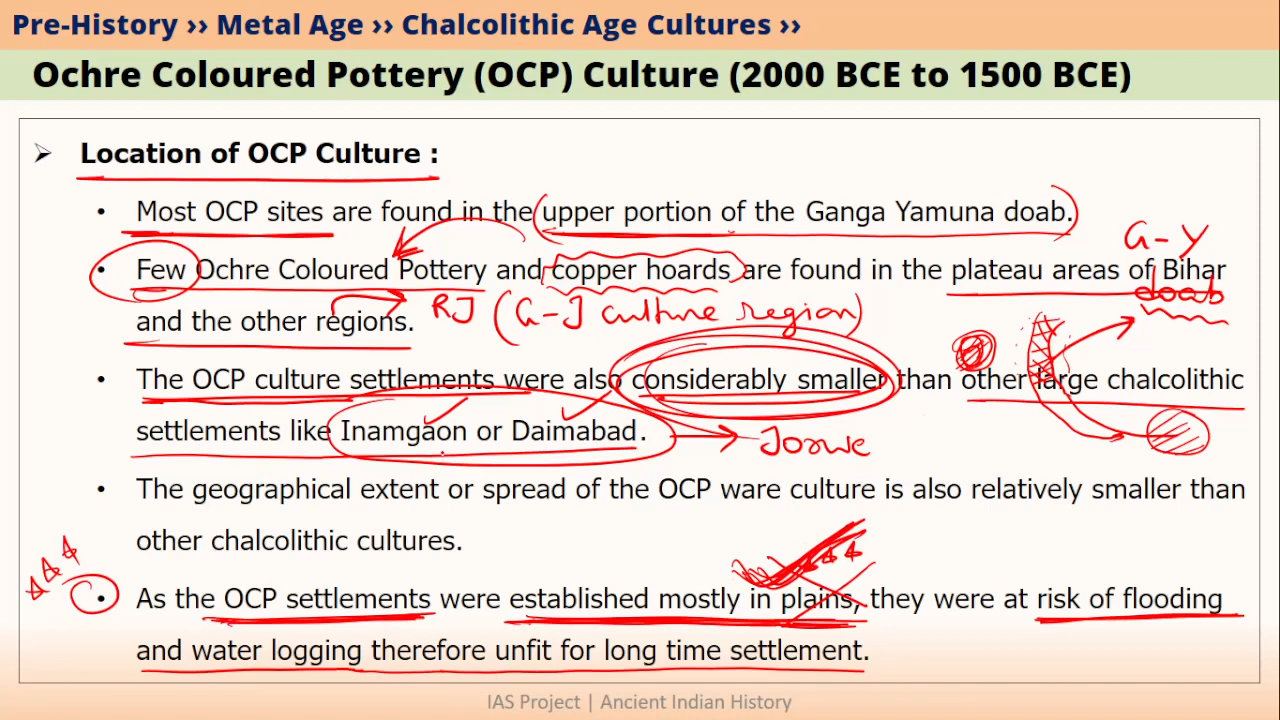 Pre-History ›› Metal Age ›› Chalcolithic Age Cultures ››
Ochre Coloured Pottery (OCP) Culture (2000 BCE to 1500 BCE)
➢ Location of OCP Culture :
• Most OCP sites are found in the upper portion of the Ganga Yamuna doab.
G-Y
• Few Ochre Coloured Pottery and copper hoards are found in the plateau areas of Bihar
doab
and the other regions.
RJ (G-J culture region)
• The OCP culture settlements were also considerably smaller than other large chalcolithic
settlements like Inamgaon or Daimabad.
Jorwe
• The geographical extent or spread of the OCP ware culture is also relatively smaller than
other chalcolithic cultures.
• As the OCP settlements were established mostly in plains, they were at risk of flooding
and water logging therefore unfit for long time settlement.
IAS Project | Ancient Indian History